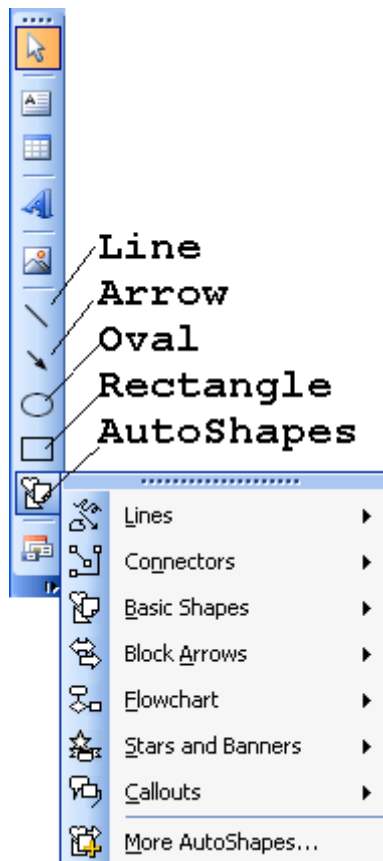 Line
Arrow
Oval
Rectangle
AutoShapes
Lines
Connectors
Basic Shapes
Block Arrows
Flowchart
Stars and Banners
Callouts
More AutoShapes...